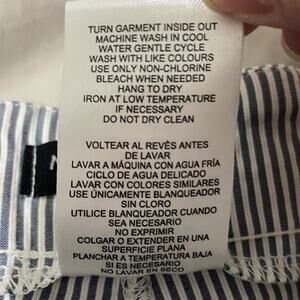 TURN GARMENT INSIDE OUT
MACHINE WASH IN COOL
WATER GENTLE CYCLE
WASH WITH LIKE COLOURS
USE ONLY NON-CHLORINE
BLEACH WHEN NEEDED
HANG TO DRY
IRON AT LOW TEMPERATURE
IF NECESSARY
DO NOT DRY CLEAN
VOLTEAR AL REVÉS ANTES
DE LAVAR
LAVAR A MÁQUINA CON AGUA FRÍA
CICLO DE AGUA DELICADO
LAVAR CON COLORES SIMILARES
USE ÚNICAMENTE BLANQUEADOR
SIN CLORO
UTILICE BLANQUEADOR CUANDO
SEA NECESARIO
NO EXPRIMIR
COLGAR O EXTENDER EN UNA
SUPERFICIE PLANA
PLANCHAR A TEMPERATURA BAJA
SI ES NECESARIO
NO LAVAR EN SECO